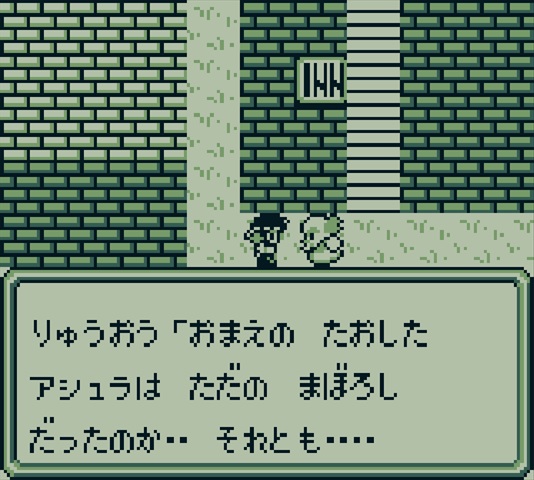 INN
りゅうおう「おまえの　たおした
アシュラは　ただの　まぼろし
だったのか‥　それとも‥‥